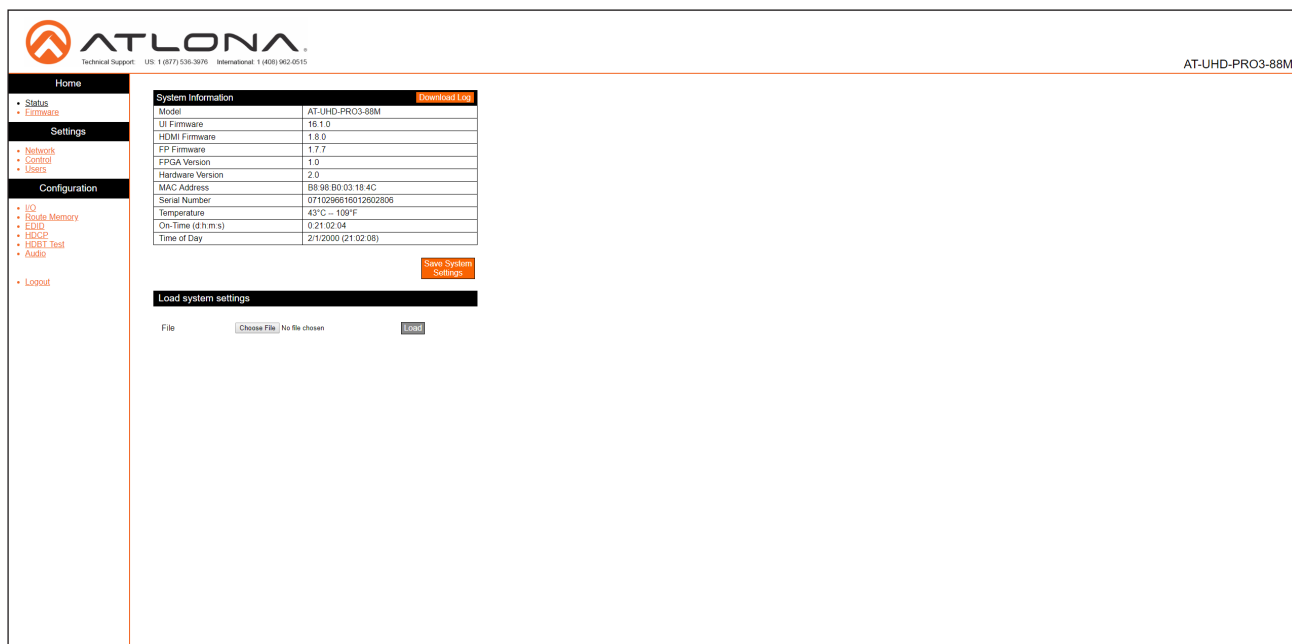 ATLONA.
Technical Support: US: 1 (877) 536-3976 International: 1 (408) 962-0515
AT-UHD-PRO3-88M
Home
Status
Firmware
Settings
Network
Control
Users
Configuration
I/O
Route Memory
EDID
HDCP
HDBT Test
Audio
Logout
System Information Download Log
Model AT-UHD-PRO3-88M
UI Firmware 16.1.0
HDMI Firmware 1.8.0
FP Firmware 1.7.7
FPGA Version 1.0
Hardware Version 2.0
MAC Address B8:98:B0:03:18:4C
Serial Number 0710296616012602806
Temperature 43°C -- 109°F
On-Time (d:h:m:s) 0:21:02:04
Time of Day 2/1/2000 (21:02:08)
Save System
Settings
Load system settings
File Choose File No file chosen Load